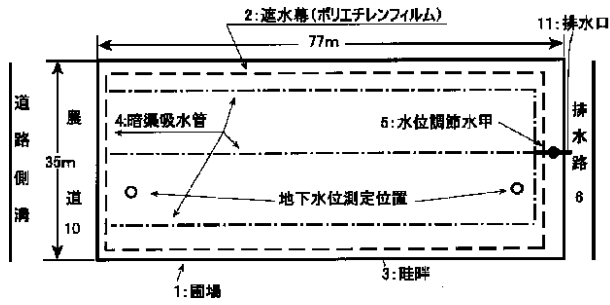 2:遮水幕(ポリエチレンフィルム)
11:排水口
77m
道路側溝
農道10
35m
4:暗渠吸水管
5:水位調節水甲
排水路6
地下水位測定位置
1:圃場
3:畦畔